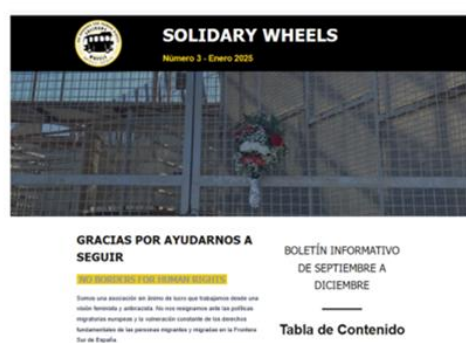 SOLIDARY WHEELS
Número 3 - Enero 2025
GRACIAS POR AYUDARNOS A
SEGUIR
NO BORDERS FOR HUMAN RIGHTS
Somos una asociación sin ánimo de lucro que trabajamos desde una
visión feminista y antirracista. No nos resignamos ante las políticas
migratorias europeas y la vulneración constante de los derechos
fundamentales de las personas migrantes y migradas en la Frontera
Sur de España
BOLETÍN INFORMATIVO
DE SEPTIEMBRE A
DICIEMBRE
Tabla de Contenido